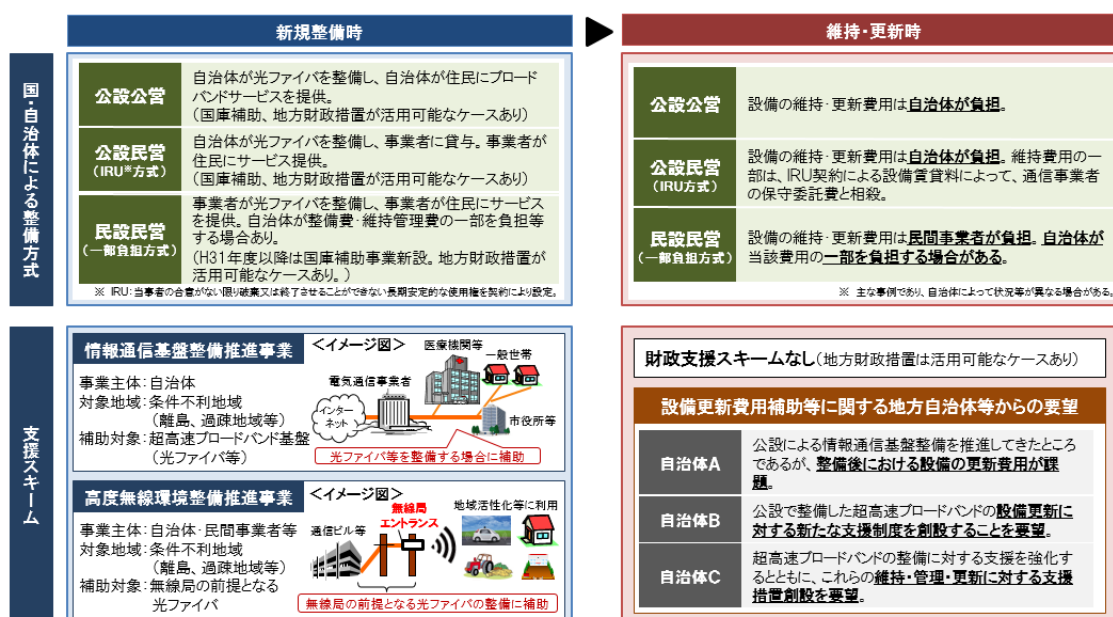 新規整備時
維持・更新時
国・自治体による整備方式
公設公営
自治体が光ファイバを整備し、自治体が住民にブロード
バンドサービスを提供。
（国庫補助、地方財政措置が活用可能なケースあり）
公設民営
（IRU※方式）
自治体が光ファイバを整備し、事業者に貸与。事業者が
住民にサービス提供。
（国庫補助、地方財政措置が活用可能なケースあり）
民設民営
（一部負担方式）
事業者が光ファイバを整備し、事業者が住民にサービス
を提供。自治体が整備費・維持管理費の一部を負担等
する場合あり。
（H31年度以降は国庫補助事業新設。地方財政措置が
活用可能なケースあり。）
※ IRU：当事者の合意がない限り破棄又は終了させることができない長期安定的な使用権を契約により設定。
公設公営
設備の維持・更新費用は自治体が負担。
公設民営
（IRU方式）
設備の維持・更新費用は自治体が負担。維持費用の一
部は、IRU契約による設備賃貸料によって、通信事業者
の保守委託費と相殺。
民設民営
（一部負担方式）
設備の維持・更新費用は民間事業者が負担。自治体が
当該費用の一部を負担する場合がある。
※ 主な事例であり、自治体によって状況等が異なる場合がある。
支援スキーム
情報通信基盤整備推進事業
事業主体：自治体
対象地域：条件不利地域
（離島、過疎地域等）
補助対象：超高速ブロードバンド基盤
（光ファイバ等）
＜イメージ図＞
医療機関等
一般世帯
電気通信事業者
インター
ネット
市役所等
光ファイバ等を整備する場合に補助
高度無線環境整備推進事業
事業主体：自治体・民間事業者等
対象地域：条件不利地域
（離島、過疎地域等）
補助対象：無線局の前提となる
光ファイバ
＜イメージ図＞
無線局
エントランス
地域活性化等に利用
通信ビル等
無線局の前提となる光ファイバの整備に補助
財政支援スキームなし（地方財政措置は活用可能なケースあり）
設備更新費用補助等に関する地方自治体等からの要望
自治体A
公設による情報通信基盤整備を推進してきたところ
であるが、整備後における設備の更新費用が課
題。
自治体B
公設で整備した超高速ブロードバンドの設備更新に
対する新たな支援制度を創設することを要望。
自治体C
超高速ブロードバンドの整備に対する支援を強化す
るとともに、これらの維持・管理・更新に対する支援
措置創設を要望。